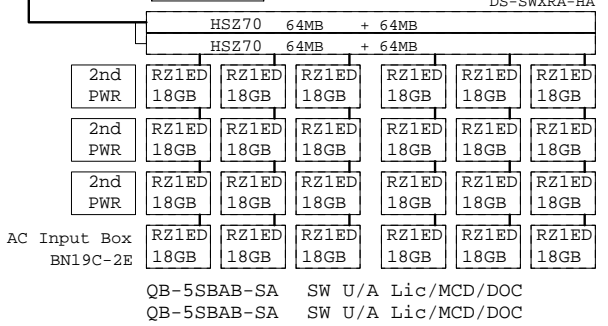 DS-SWXRA-HA
HSZ70 64MB + 64MB
HSZ70 64MB + 64MB
2nd RZ1ED RZ1ED RZ1ED RZ1ED RZ1ED RZ1ED
PWR 18GB 18GB 18GB 18GB 18GB 18GB
2nd RZ1ED RZ1ED RZ1ED RZ1ED RZ1ED RZ1ED
PWR 18GB 18GB 18GB 18GB 18GB 18GB
2nd RZ1ED RZ1ED RZ1ED RZ1ED RZ1ED RZ1ED
PWR 18GB 18GB 18GB 18GB 18GB 18GB
AC Input Box RZ1ED RZ1ED RZ1ED RZ1ED RZ1ED RZ1ED
BN19C-2E 18GB 18GB 18GB 18GB 18GB 18GB
QB-5SBAB-SA SW U/A Lic/MCD/DOC
QB-5SBAB-SA SW U/A Lic/MCD/DOC